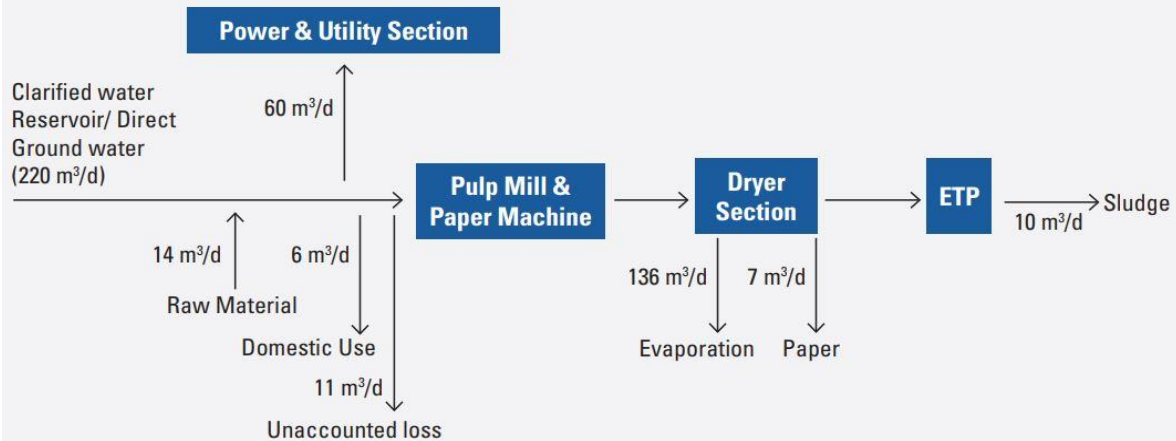 Power & Utility Section
Clarified water
Reservoir/ Direct
Ground water
(220 m³/d)
60 m³/d
Pulp Mill &
Paper Machine
Dryer
Section
ETP
Sludge
10 m³/d
14 m³/d
Raw Material
6 m³/d
Domestic Use
11 m³/d
Unaccounted loss
136 m³/d
Evaporation
7 m³/d
Paper